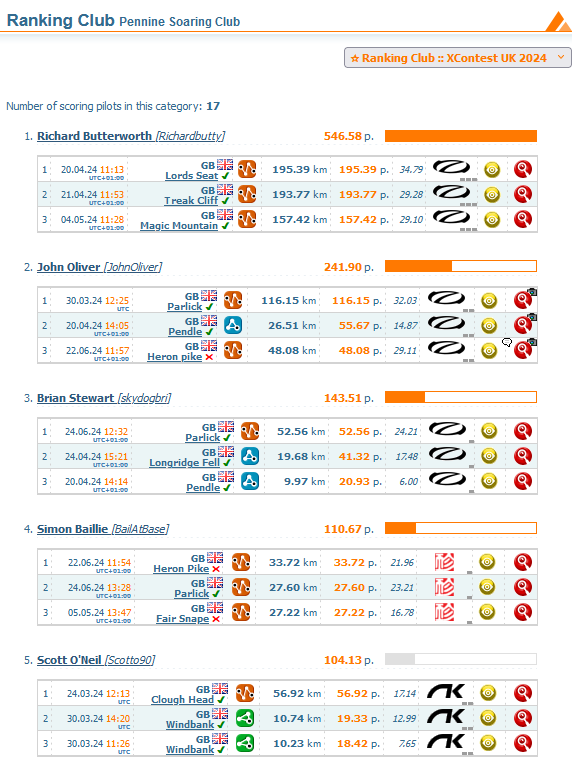 Ranking Club Pennine Soaring Club
☆ Ranking Club :: XContest UK 2024
Number of scoring pilots in this category: 17
1. Richard Butterworth [Richardbutty] 546.58 p.
1 20.04.24 11:13 UTC+01:00 GB Lords Seat 195.39 km 195.39 p. 34.79
2 21.04.24 11:53 UTC+01:00 GB Treak Cliff 193.77 km 193.77 p. 29.28
3 04.05.24 11:28 UTC+01:00 GB Magic Mountain 157.42 km 157.42 p. 29.10
2. John Oliver [JohnOliver] 241.90 p.
1 30.03.24 12:25 UTC GB Parlick 116.15 km 116.15 p. 32.03
2 20.04.24 14:05 UTC+01:00 GB Pendle 26.51 km 55.67 p. 14.87
3 22.06.24 11:57 UTC+01:00 GB Heron pike 48.08 km 48.08 p. 29.11
3. Brian Stewart [skydogbri] 143.51 p.
1 24.06.24 12:32 UTC+01:00 GB Parlick 52.56 km 52.56 p. 24.21
2 24.04.24 15:21 UTC+01:00 GB Longridge Fell 19.68 km 41.32 p. 17.48
3 20.04.24 14:14 UTC+01:00 GB Pendle 9.97 km 20.93 p. 6.00
4. Simon Baillie [BailAtBase] 110.67 p.
1 22.06.24 11:54 UTC+01:00 GB Heron Pike 33.72 km 33.72 p. 21.96
2 24.06.24 13:28 UTC+01:00 GB Parlick 27.60 km 27.60 p. 23.21
3 05.05.24 13:47 UTC+01:00 GB Fair Snape 27.22 km 27.22 p. 16.78
5. Scott O'Neil [Scotto90] 104.13 p.
1 24.03.24 12:13 UTC GB Clough Head 56.92 km 56.92 p. 17.14
2 30.03.24 14:20 UTC GB Windbank 10.74 km 19.33 p. 12.99
3 30.03.24 11:26 UTC GB Windbank 10.23 km 18.42 p. 7.65